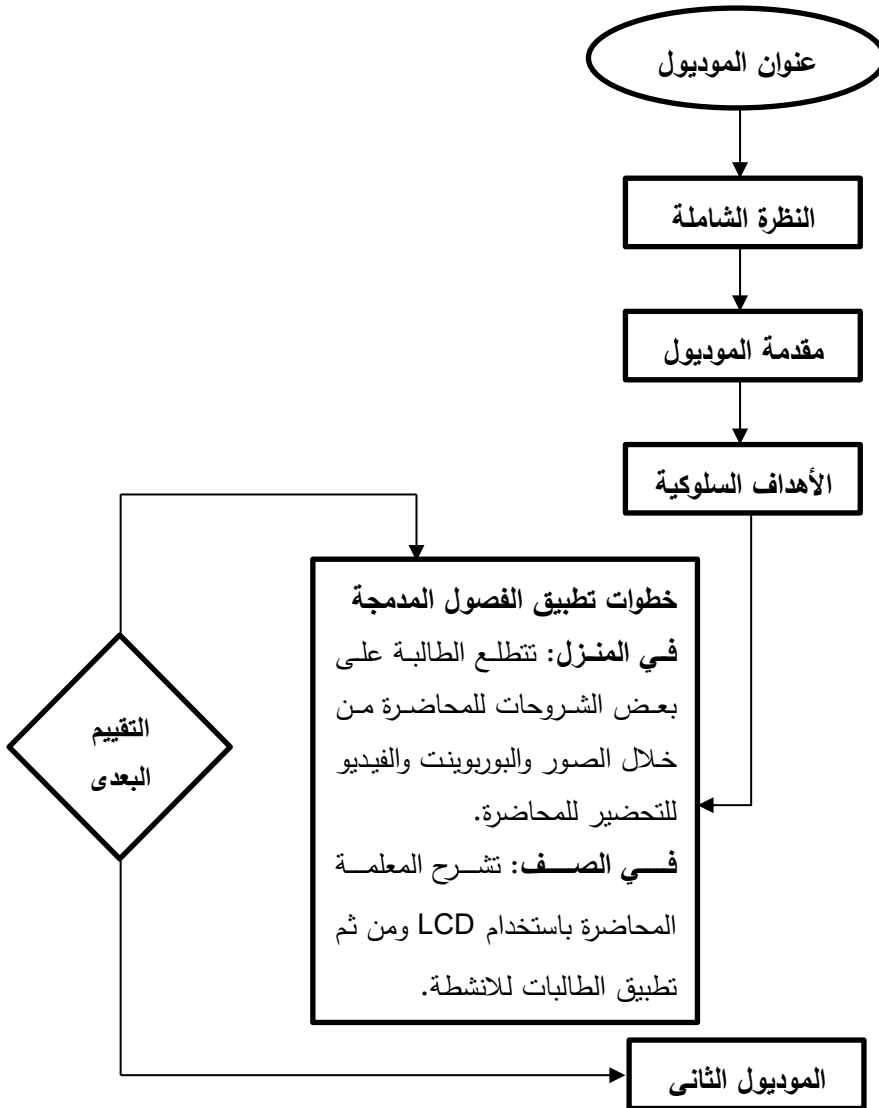 عنوان الموديول
النظرة الشاملة
مقدمة الموديول
الأهداف السلوكية
خطوات تطبيق الفصول المدمجة
في المنزل: تتطلع الطالبة على
بعض الشروحات للمحاضرة من
خلال الصور والبوربوينت والفيديو
للتحضير للمحاضرة.
في الصف: تشرح المعلمة
المحاضرة باستخدام LCD ومن ثم
تطبيق الطالبات للانشطة.
التقييم
البعدى
الموديول الثانى